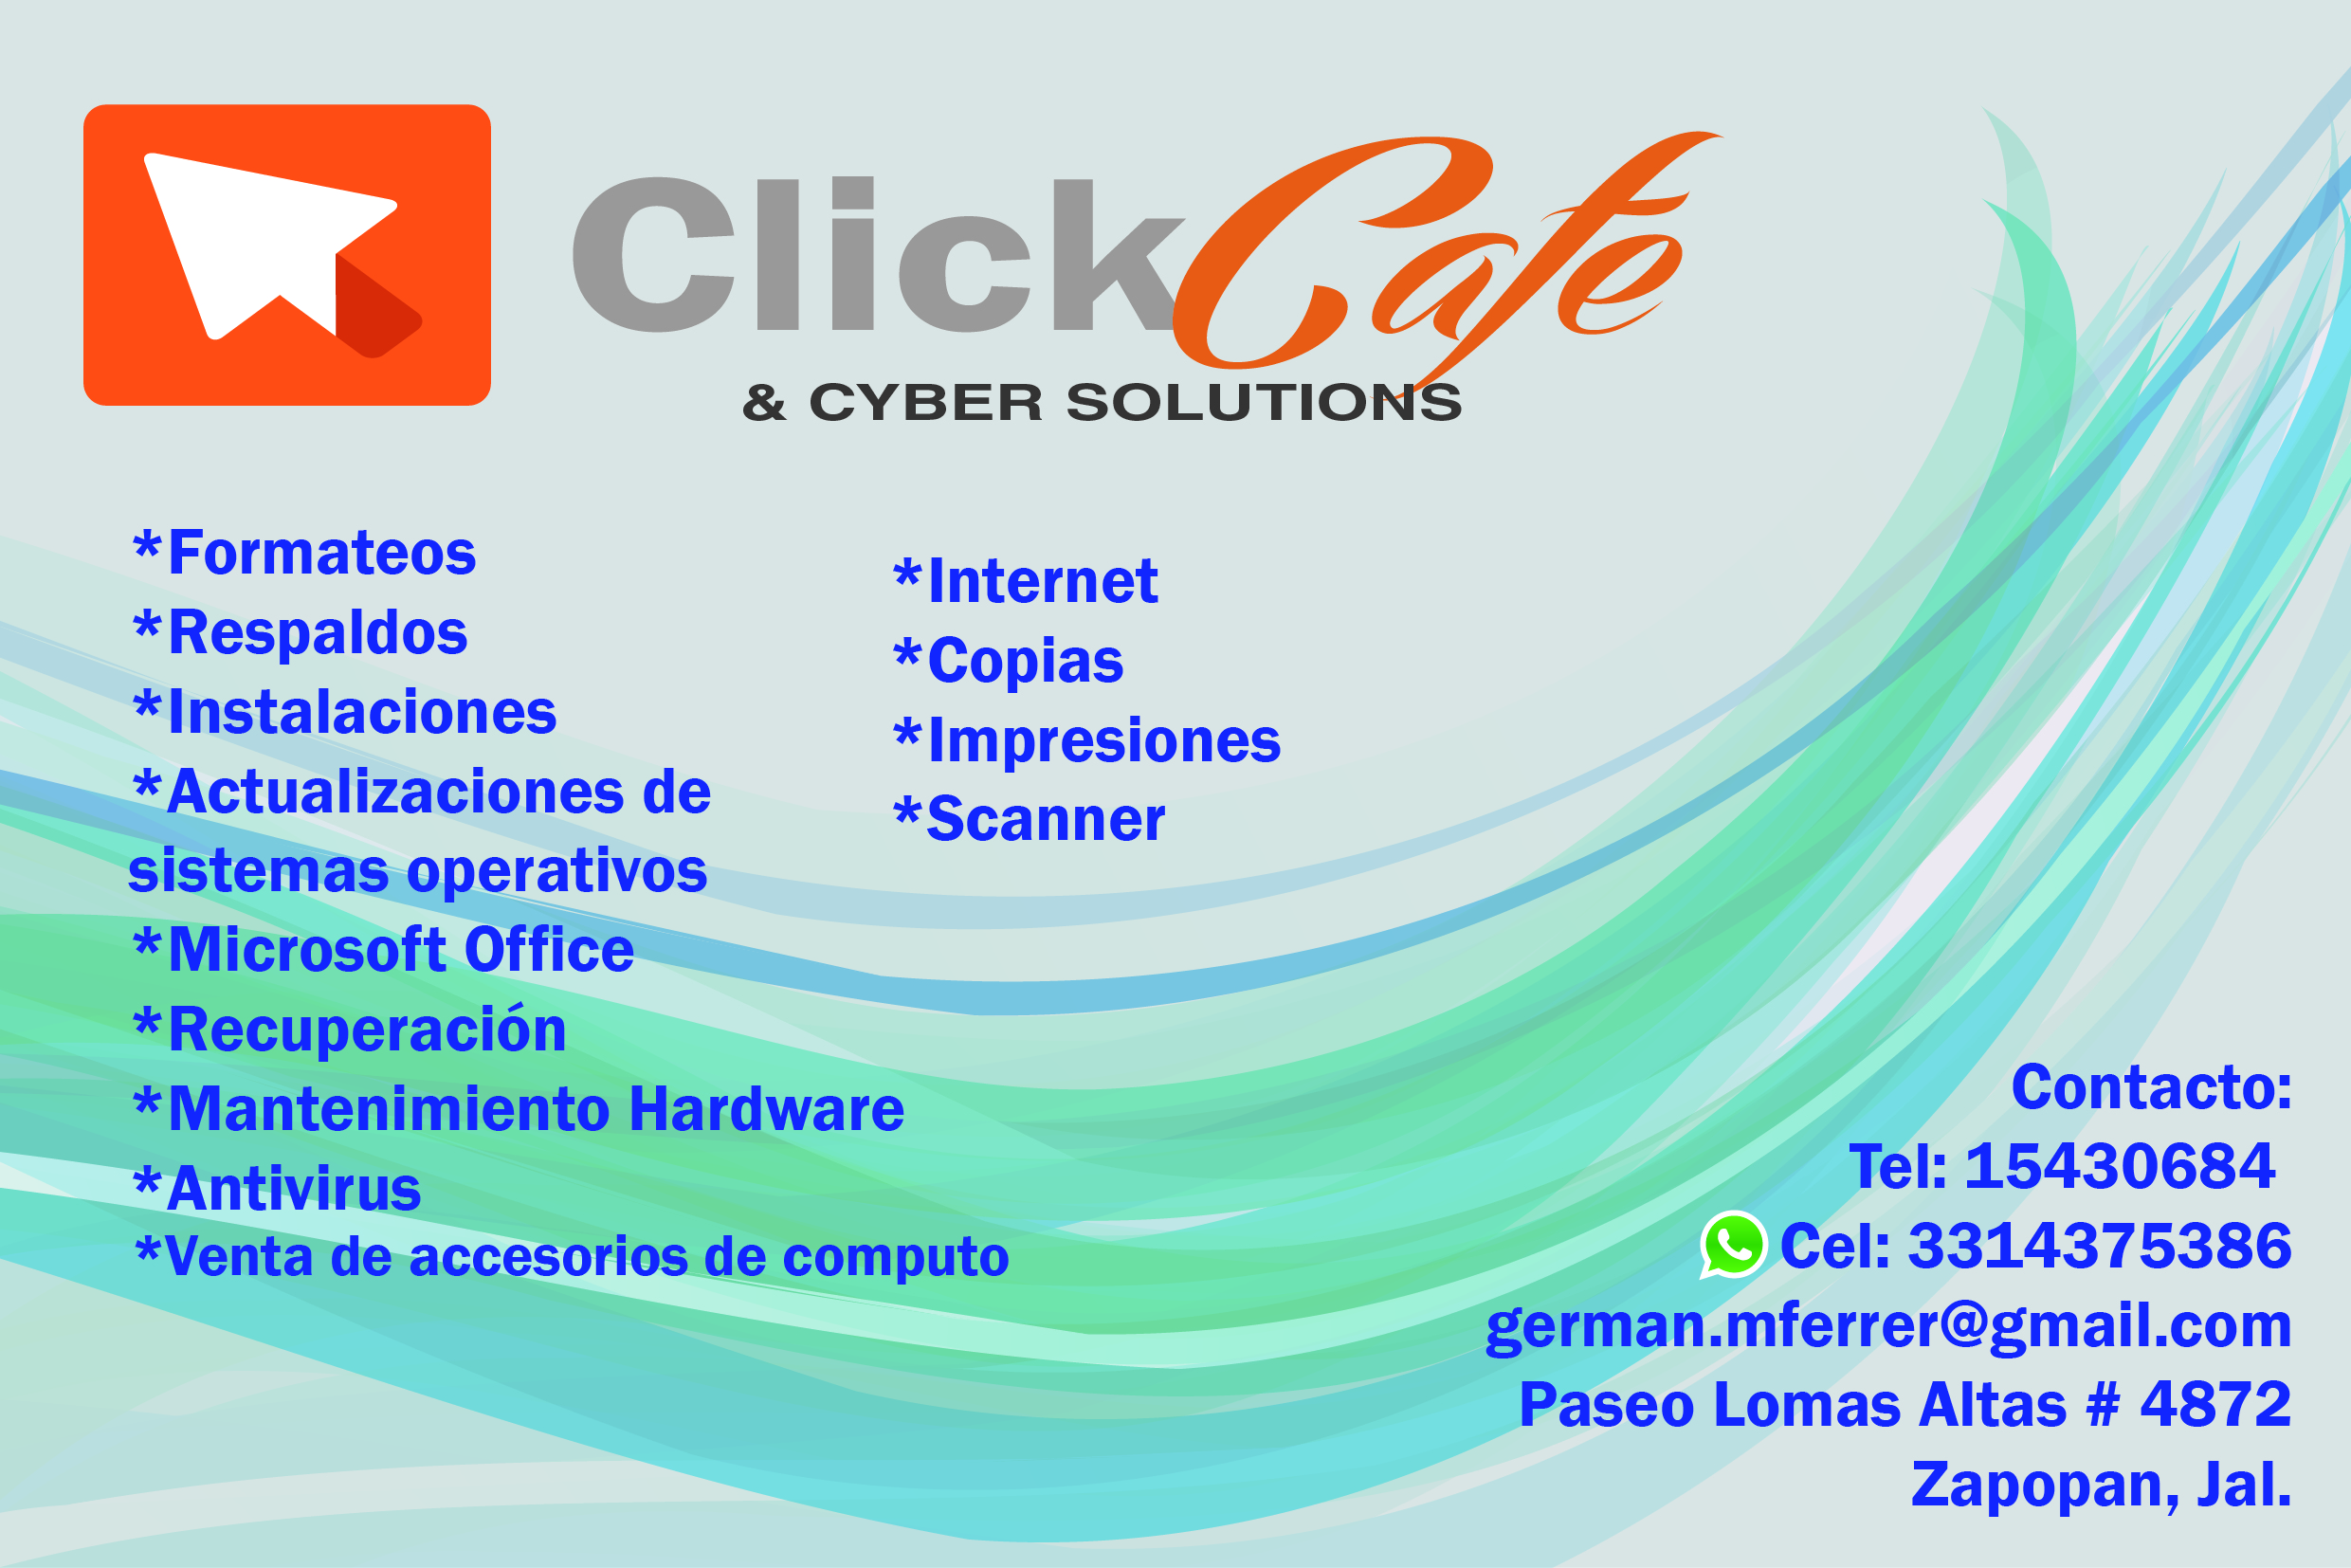 Click Cafe
& CYBER SOLUTIONS
*Formateos
*Respaldos
*Instalaciones
*Actualizaciones de
sistemas operativos
*Microsoft Office
*Recuperación
*Mantenimiento Hardware
*Antivirus
*Venta de accesorios de computo
*Internet
*Copias
*Impresiones
*Scanner
Contacto:
Tel: 15430684
Cel: 3314375386
german.mferrer@gmail.com
Paseo Lomas Altas # 4872
Zapopan, Jal.